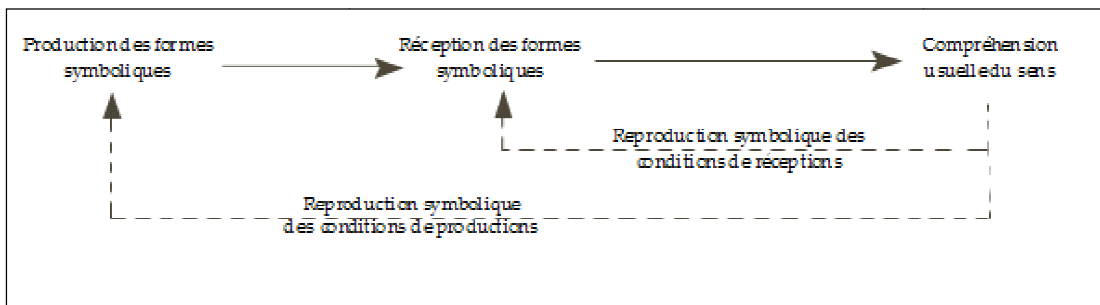 Production des formes
symboliques
Réception des formes
symboliques
Compréhension
usuelle du sens
Reproduction symbolique des
conditions de réceptions
Reproduction symbolique
des conditions de productions